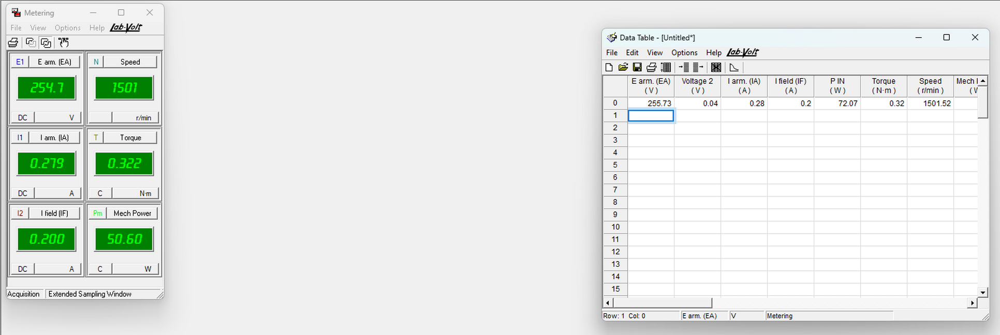 Metering
File View Options Help Lab-Volt
E1 E arm. (EA) N Speed
254.7 1501
DC V r/min
I1 I arm. (IA) T Torque
0.279 0.322
DC A C N·m
I2 I field (IF) Pm Mech Power
0.200 50.60
DC A C W
Acquisition Extended Sampling Window
Data Table - [Untitled*]
File Edit View Options Help Lab-Volt
E arm. (EA) Voltage 2 I arm. (IA) I field (IF) P IN Torque Speed Mech
( V ) ( V ) ( A ) ( A ) ( W ) ( N·m ) ( r/min )
0 255.73 0.04 0.28 0.2 72.07 0.32 1501.52
1
2
3
4
5
6
7
8
9
10
11
12
13
14
15
Row: 1 Col: 0 E arm. (EA) V Metering